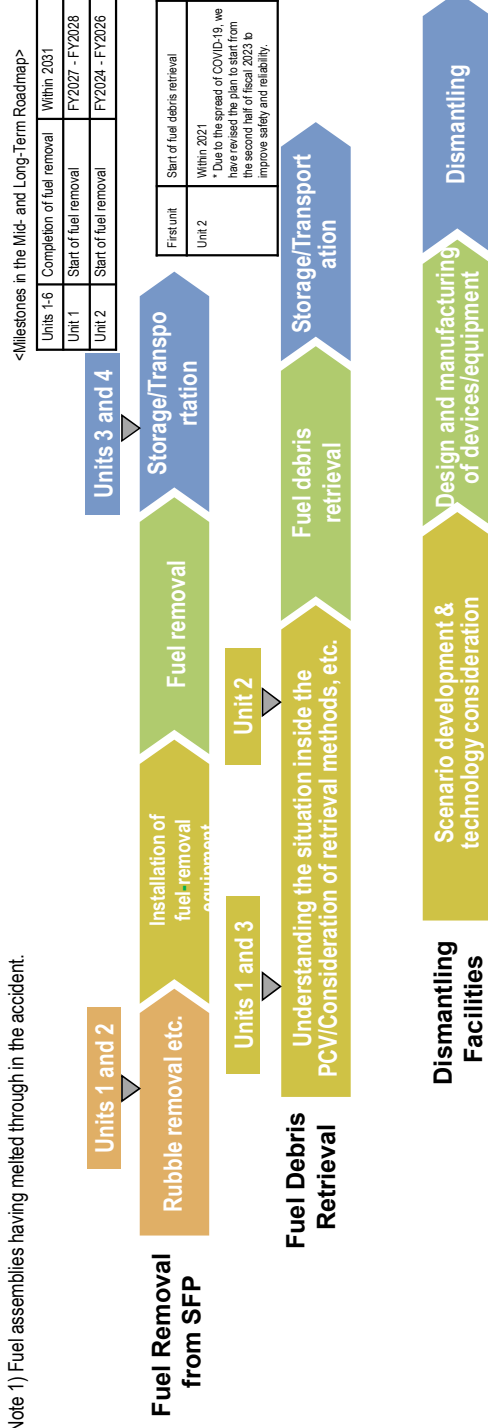 ote 1) Fuel assemblies having melted through in the accident.
<Milestones in the Mid- and Long-Term Roadmap>
Units 1-6 Completion of fuel removal Within 2031
Unit 1 Start of fuel removal FY2027 - FY2028
Unit 2 Start of fuel removal FY2024 - FY2026
Units 1 and 2
Units 3 and 4
Fuel Removal
from SFP
Rubble removal etc.
Installation of
fuel-removal
equipment
Fuel removal
Storage/Transpo
rtation
First unit Start of fuel debris retrieval
Unit 2
Within 2021
* Due to the spread of COVID-19, we
have revised the plan to start from
the second half of fiscal 2023 to
improve safety and reliability.
Units 1 and 3
Unit 2
Fuel Debris
Retrieval
Understanding the situation inside the
PCV/Consideration of retrieval methods, etc.
Fuel debris
retrieval
Storage/Transport
ation
Dismantling
Facilities
Scenario development &
technology consideration
Design and manufacturing
of devices/equipment
Dismantling